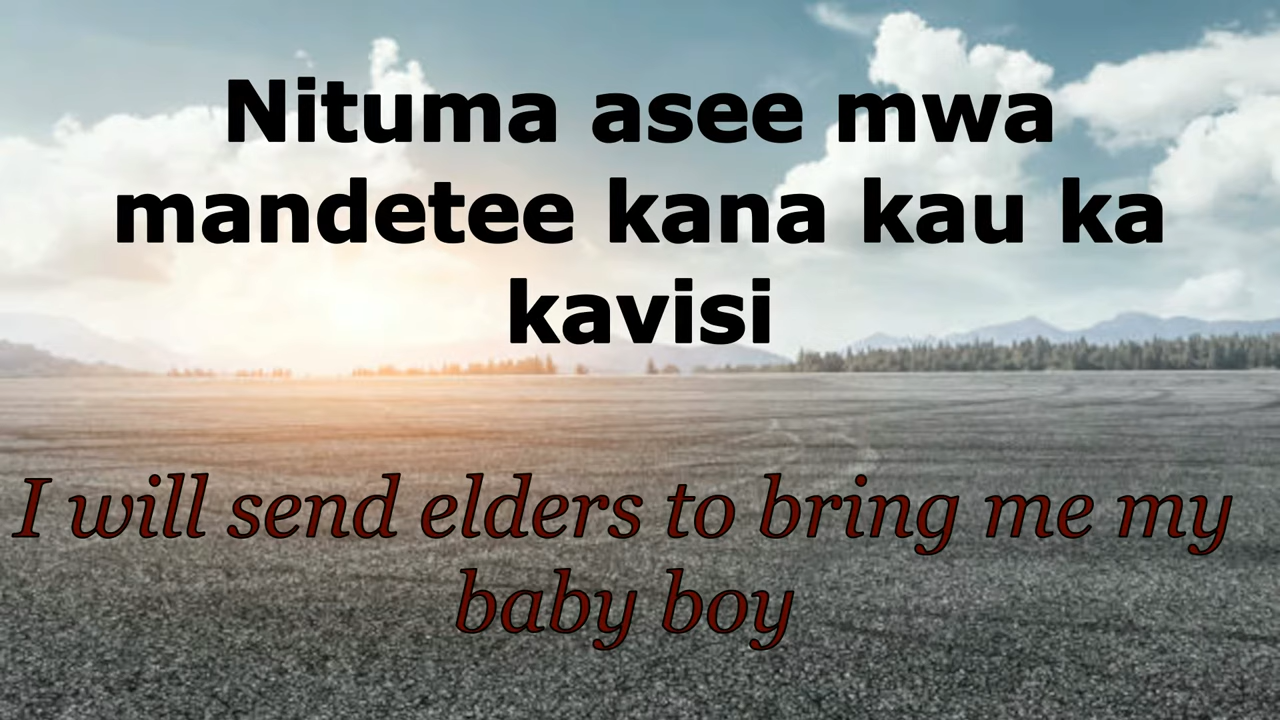 Nituma asee mwa
mandetee kana kau ka
kavisi
I will send elders to bring me my
baby boy